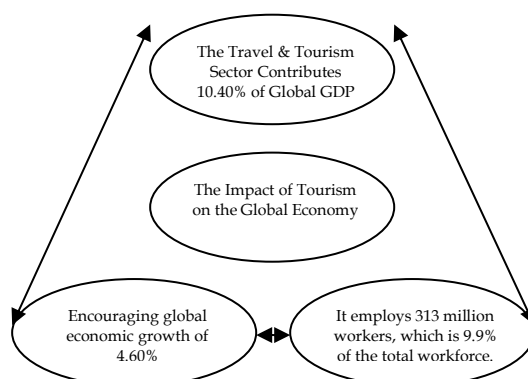 The Travel & Tourism
Sector Contributes
10.40% of Global GDP
The Impact of Tourism
on the Global Economy
Encouraging global
economic growth of
4.60%
It employs 313 million
workers, which is 9.9%
of the total workforce.